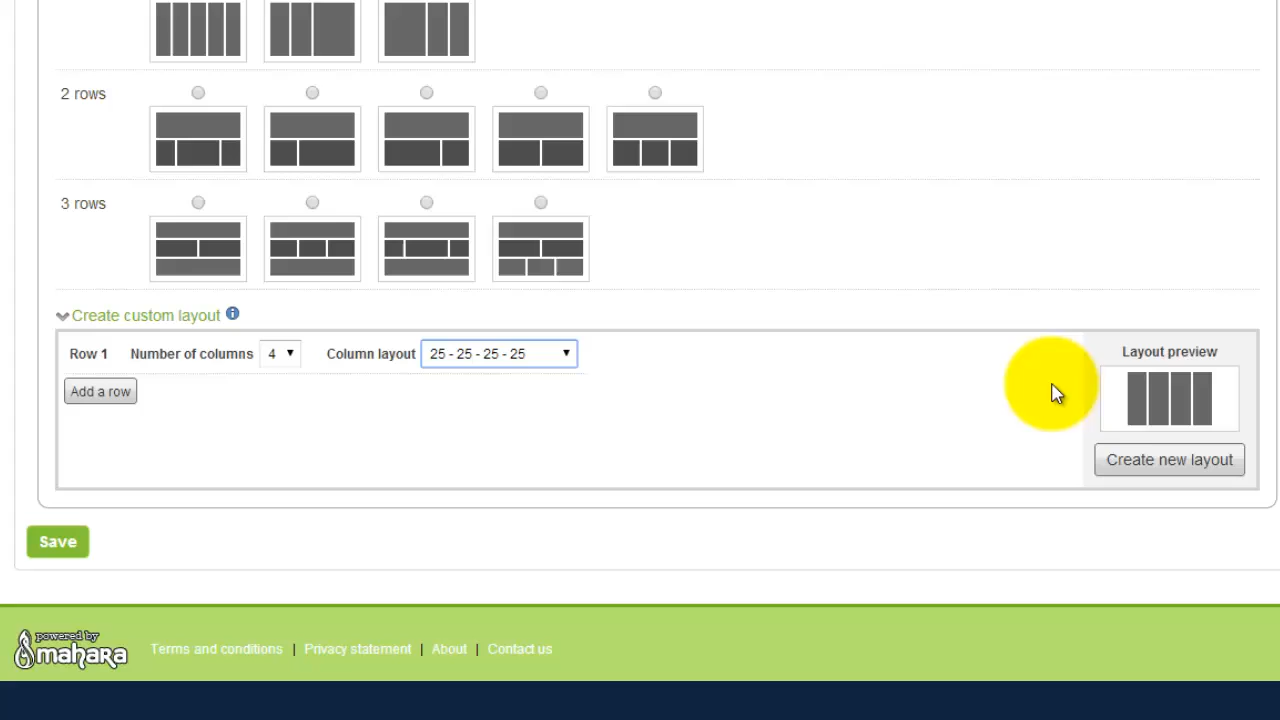 2 rows
3 rows
Create custom layout
Row 1 Number of columns 4 Column layout 25 - 25 - 25 - 25
Layout preview
Add a row
Create new layout
Save
powered by
mahara
Terms and conditions | Privacy statement | About | Contact us